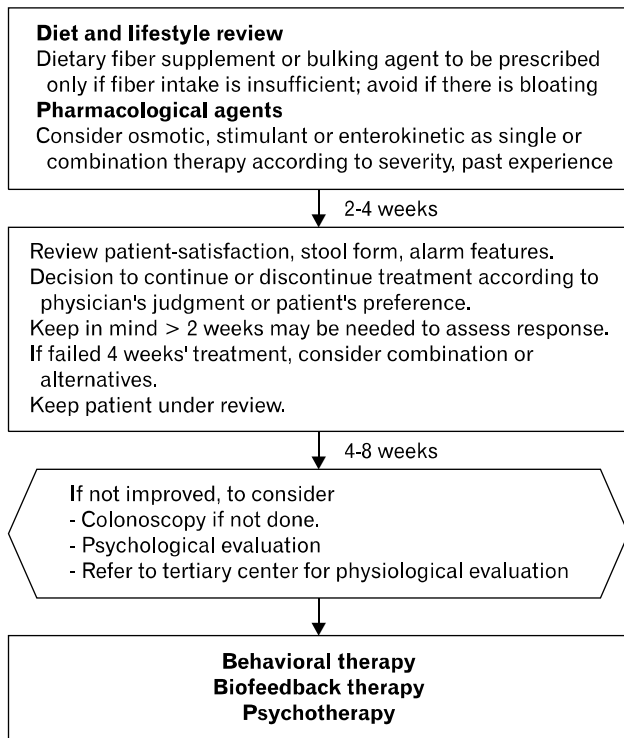 Diet and lifestyle review
Dietary fiber supplement or bulking agent to be prescribed
only if fiber intake is insufficient; avoid if there is bloating
Pharmacological agents
Consider osmotic, stimulant or enterokinetic as single or
combination therapy according to severity, past experience
2-4 weeks
Review patient-satisfaction, stool form, alarm features.
Decision to continue or discontinue treatment according to
physician's judgment or patient's preference.
Keep in mind > 2 weeks may be needed to assess response.
If failed 4 weeks' treatment, consider combination or
alternatives.
Keep patient under review.
4-8 weeks
If not improved, to consider
- Colonoscopy if not done.
- Psychological evaluation
- Refer to tertiary center for physiological evaluation
Behavioral therapy
Biofeedback therapy
Psychotherapy